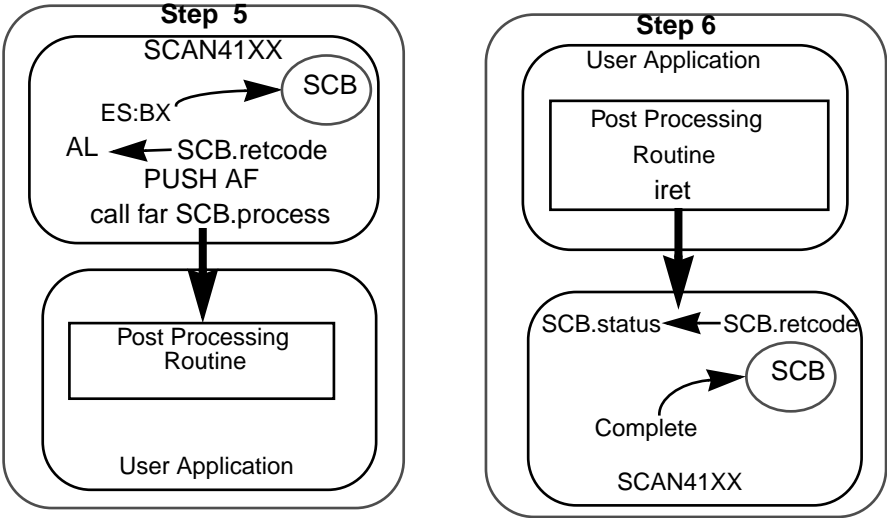 Step 5
SCAN41XX
SCB
ES:BX
AL SCB.retcode
PUSH AF
call far SCB.process
Post Processing
Routine
User Application
Step 6
User Application
Post Processing
Routine
iret
SCB.status SCB.retcode
SCB
Complete
SCAN41XX